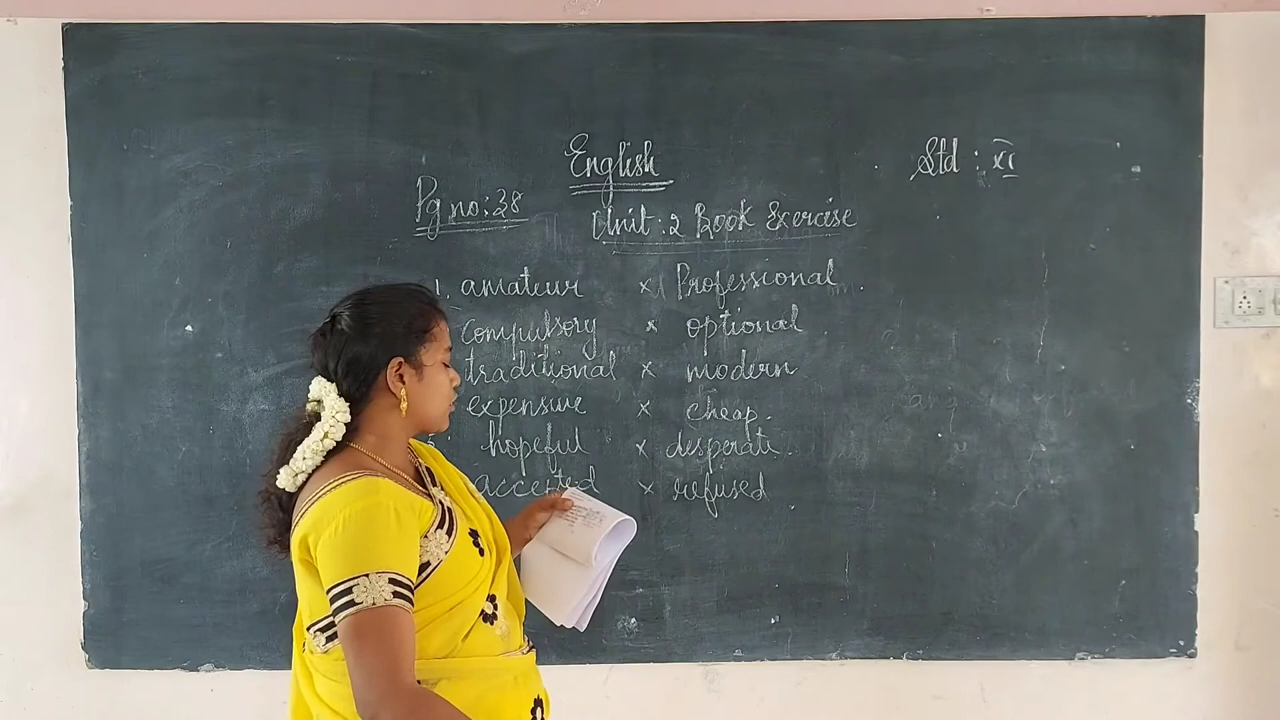 English
Std : XI
Pg no: 38
Unit : 2 Book Exercise
1. amateur x Professional.
compulsory x optional.
traditional x modern
expensive x cheap.
hopeful x desperate.
accepted x refused